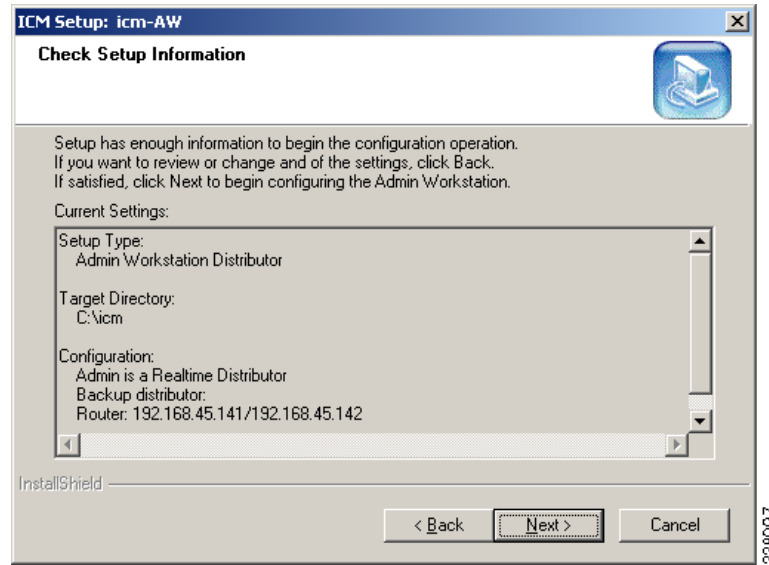 ICM Setup: icm-AW
Check Setup Information
Setup has enough information to begin the configuration operation.
If you want to review or change and of the settings, click Back.
If satisfied, click Next to begin configuring the Admin Workstation.
Current Settings:
Setup Type:
Admin Workstation Distributor
Target Directory:
C:\icm
Configuration:
Admin is a Realtime Distributor
Backup distributor:
Router: 192.168.45.141/192.168.45.142
InstallShield
< Back
Next >
Cancel